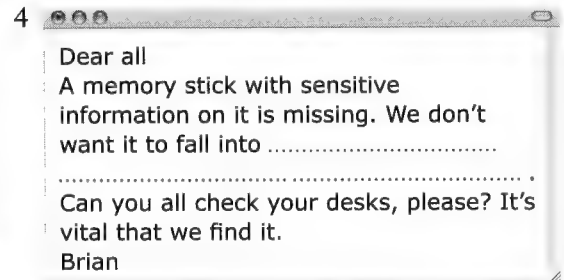 4
Dear all
A memory stick with sensitive
information on it is missing. We don't
want it to fall into ................................
................................ ................................ .
Can you all check your desks, please? It's
vital that we find it.
Brian